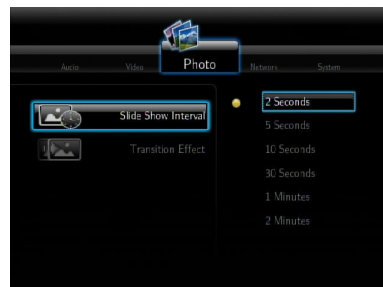 Audio Video Photo Network System
Slide Show Interval
Transition Effect
2 Seconds
5 Seconds
10 Seconds
30 Seconds
1 Minutes
2 Minutes